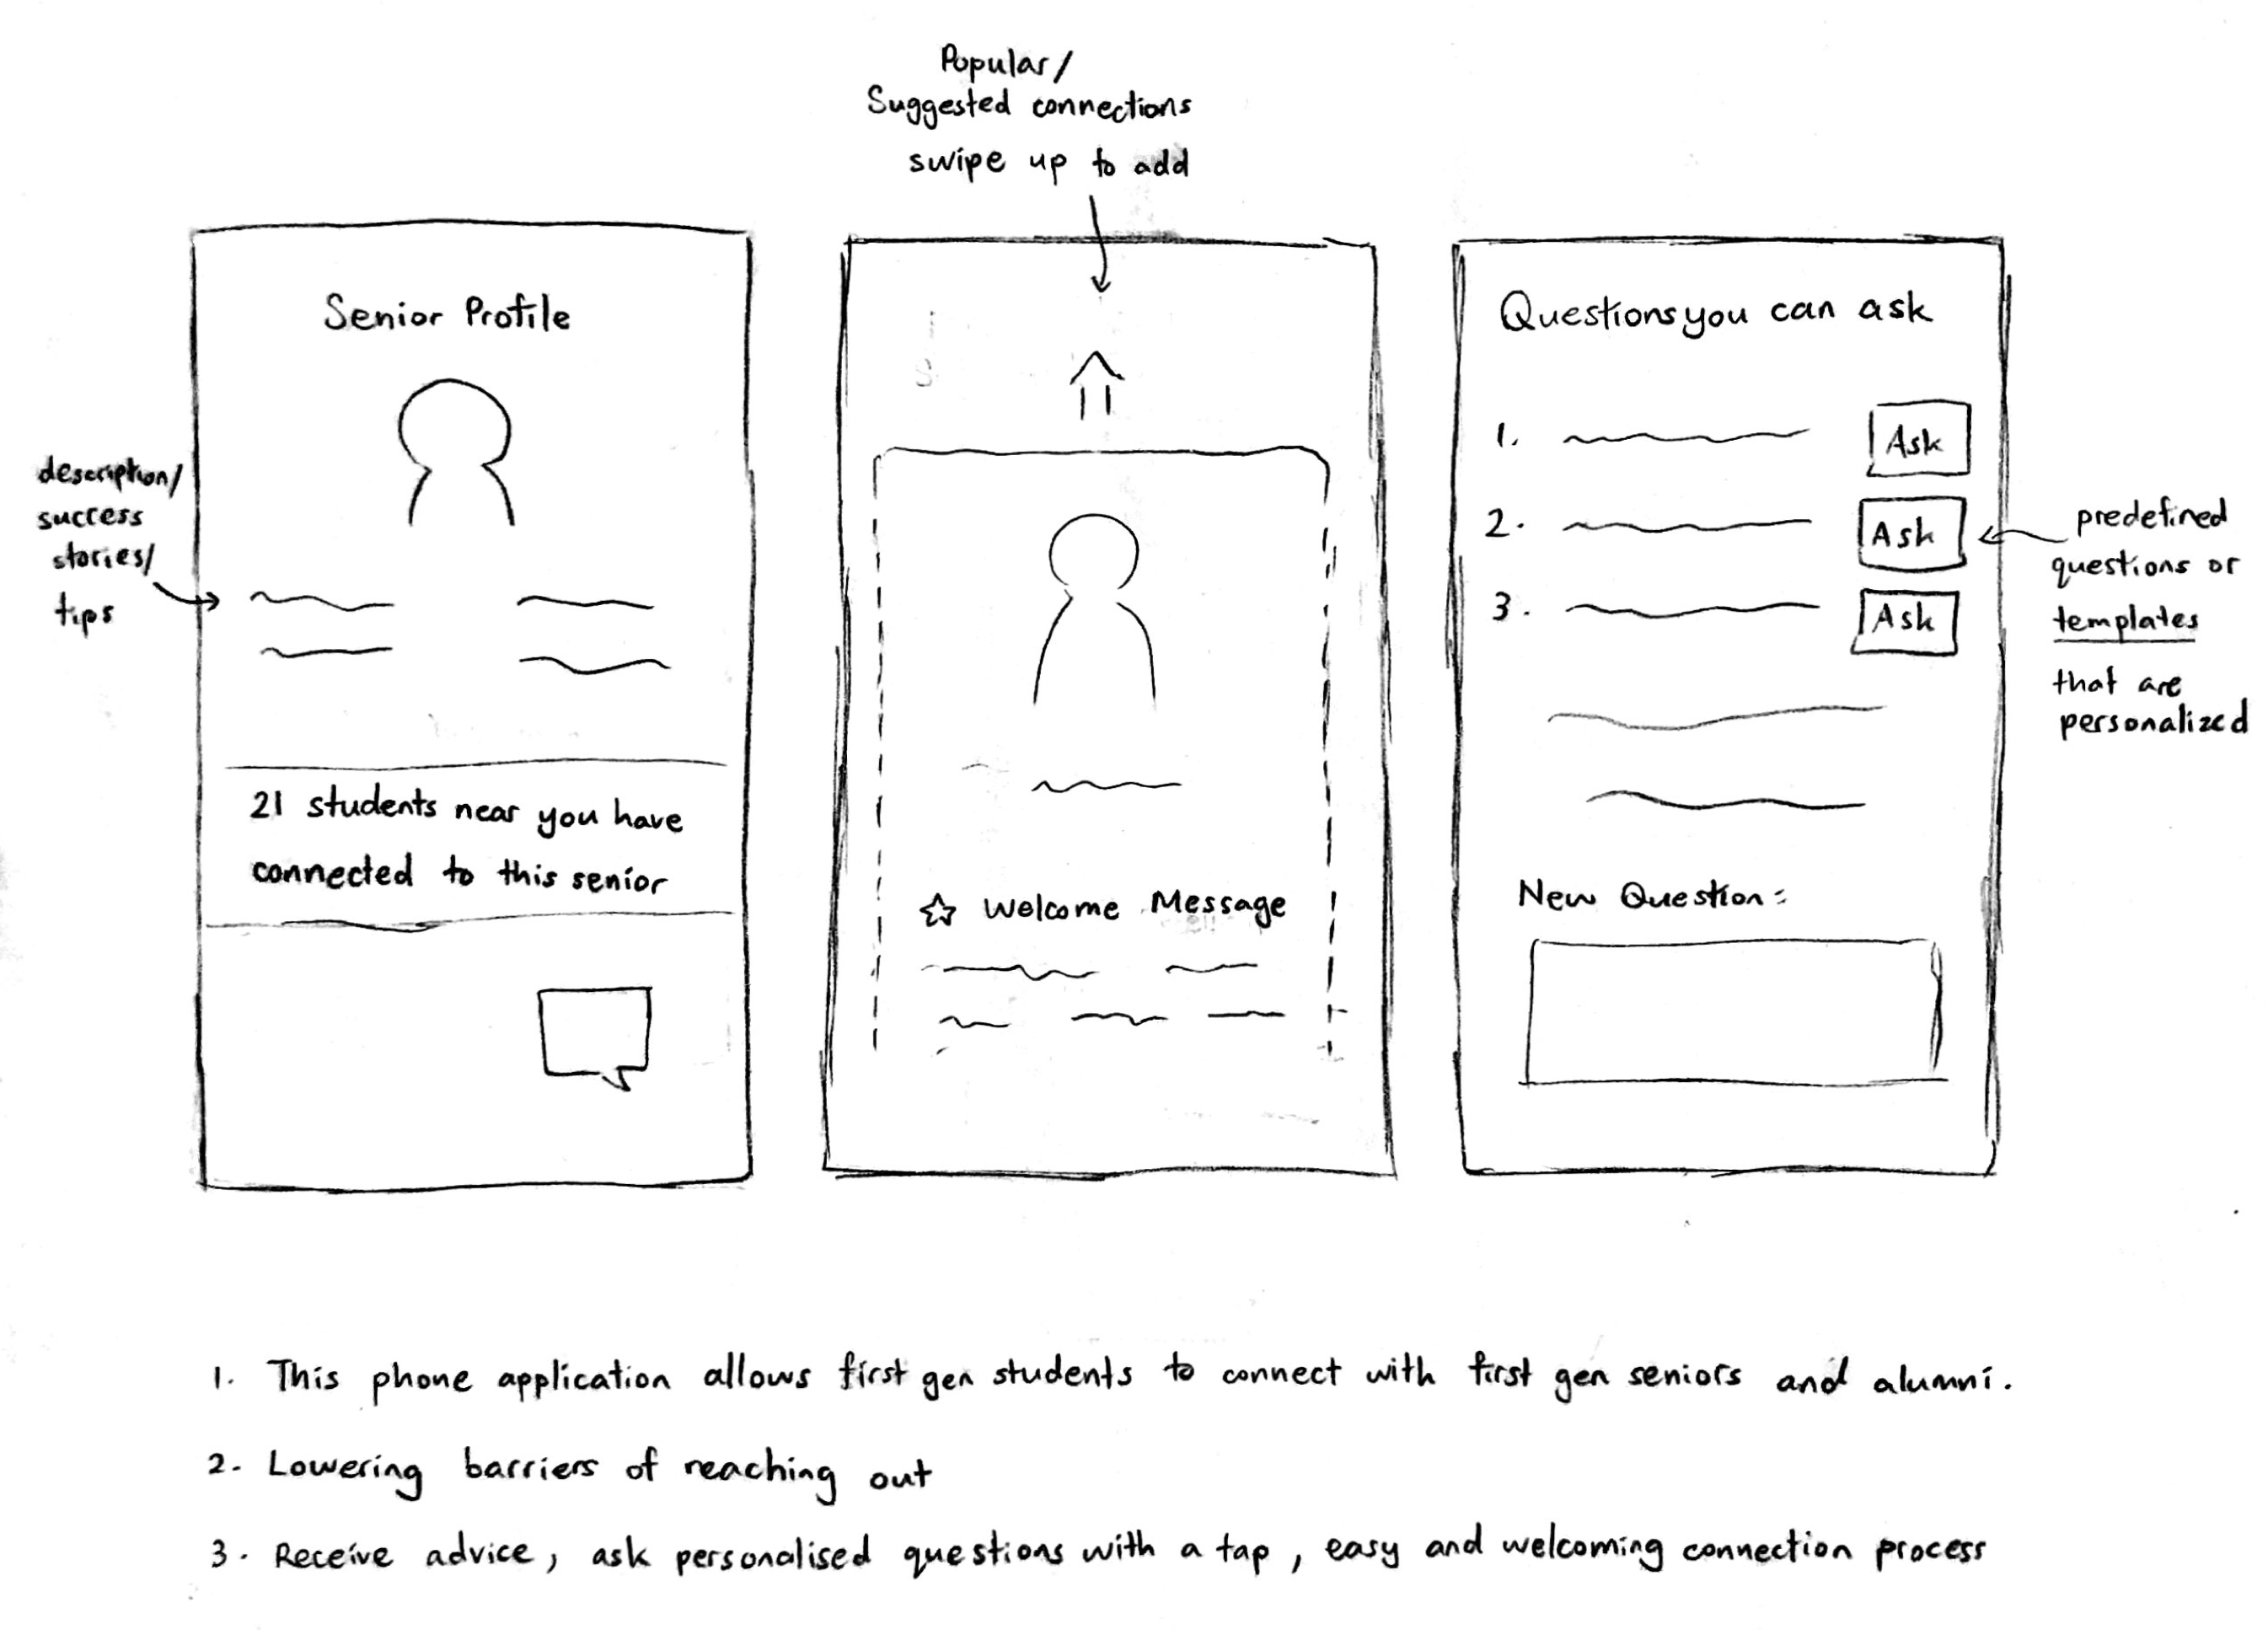 Popular/
Suggested connections
swipe up to add
Senior Profile
description/
success
stories/
tips
21 students near you have
connected to this senior
☆ Welcome Message
Questions you can ask
1. Ask
2. Ask
3. Ask
predefined
questions or
templates
that are
personalized
New Question:
1. This phone application allows first gen students to connect with first gen seniors and alumni.
2. Lowering barriers of reaching out
3. Receive advice, ask personalised questions with a tap, easy and welcoming connection process